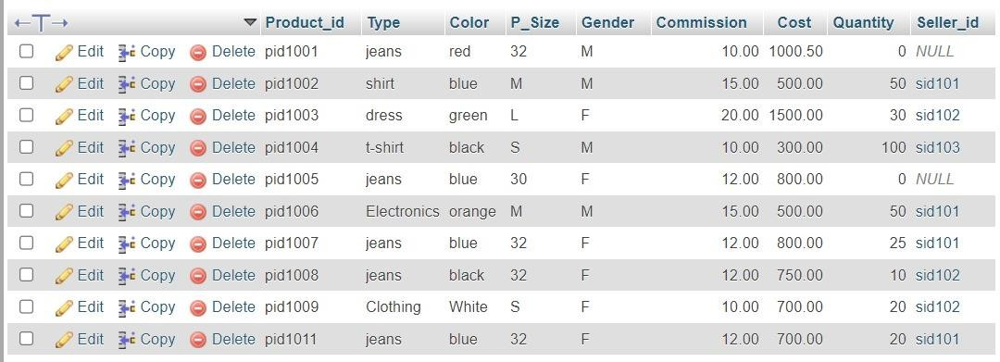 Product_id Type Color P_Size Gender Commission Cost Quantity Seller_id
Edit Copy Delete pid1001 jeans red 32 M 10.00 1000.50 0 NULL
Edit Copy Delete pid1002 shirt blue M M 15.00 500.00 50 sid101
Edit Copy Delete pid1003 dress green L F 20.00 1500.00 30 sid102
Edit Copy Delete pid1004 t-shirt black S M 10.00 300.00 100 sid103
Edit Copy Delete pid1005 jeans blue 30 F 12.00 800.00 0 NULL
Edit Copy Delete pid1006 Electronics orange M M 15.00 500.00 50 sid101
Edit Copy Delete pid1007 jeans blue 32 F 12.00 800.00 25 sid101
Edit Copy Delete pid1008 jeans black 32 F 12.00 750.00 10 sid102
Edit Copy Delete pid1009 Clothing White S F 10.00 700.00 20 sid102
Edit Copy Delete pid1011 jeans blue 32 F 12.00 700.00 20 sid101